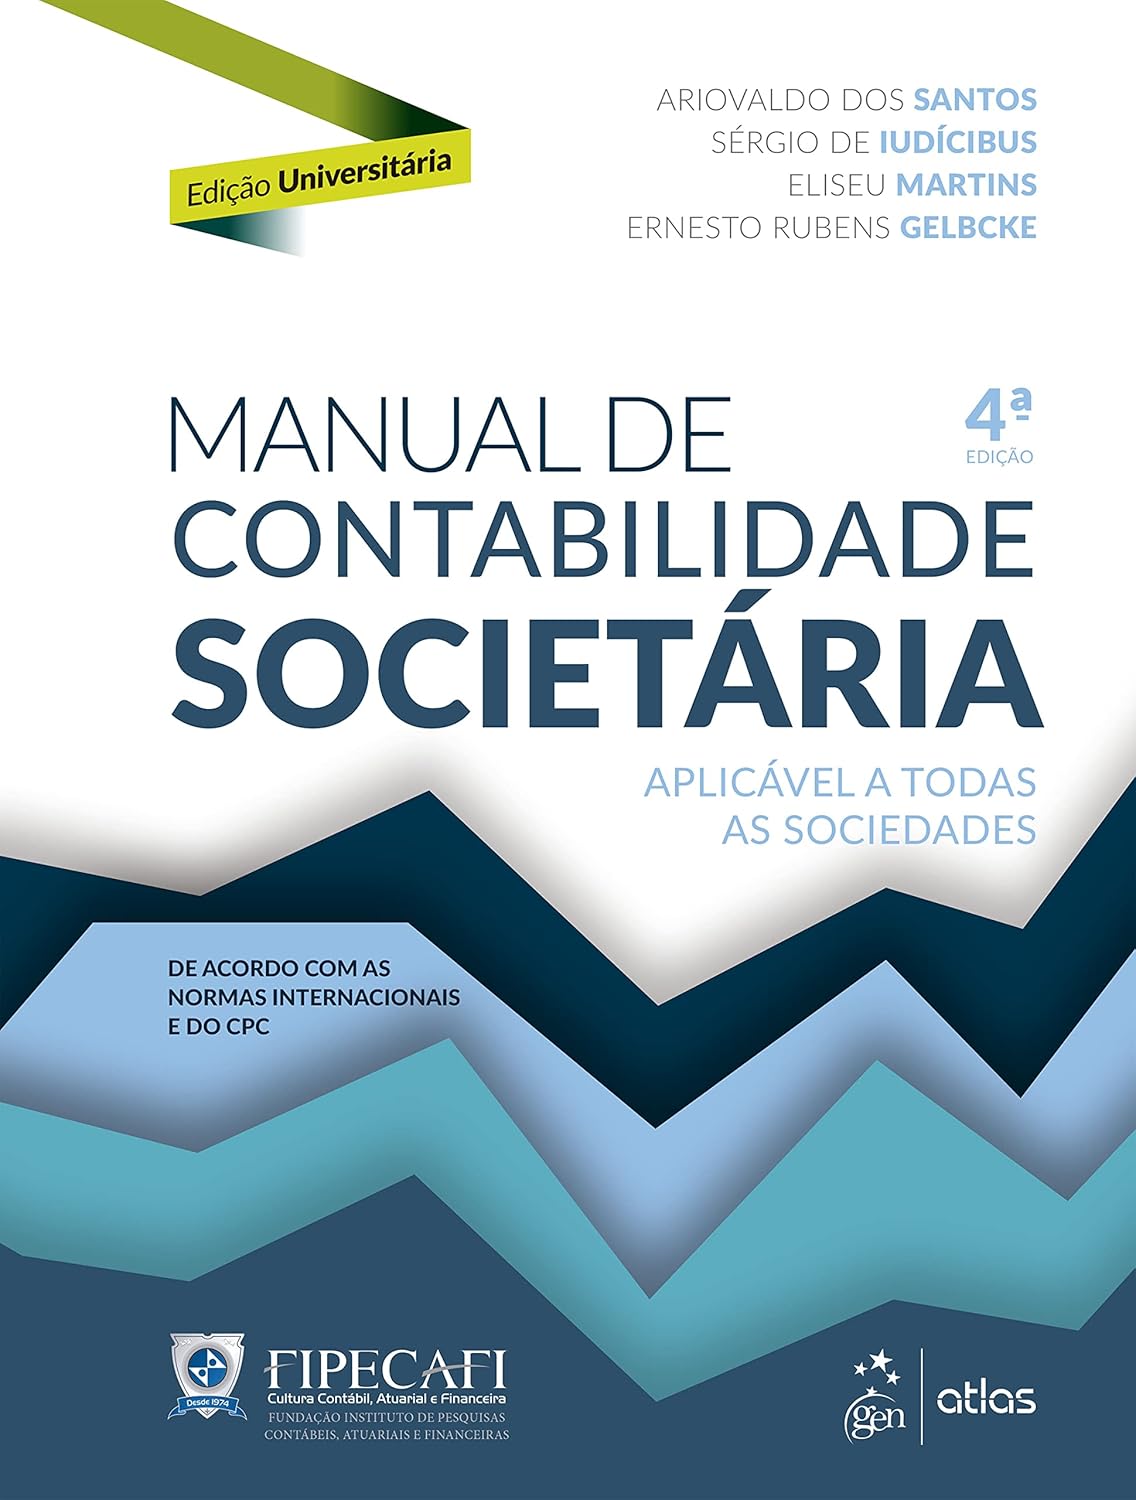 Edição Universitária
ARIOVALDO DOS SANTOS
SÉRGIO DE IUDÍCIBUS
ELISEU MARTINS
ERNESTO RUBENS GELBCKE
MANUAL DE
4ª
EDIÇÃO
CONTABILIDADE
SOCIETÁRIA
APLICÁVEL A TODAS
AS SOCIEDADES
DE ACORDO COM AS
NORMAS INTERNACIONAIS
E DO CPC
Desde 1974
FIPECAFI
Cultura Contábil, Atuarial e Financeira
FUNDAÇÃO INSTITUTO DE PESQUISAS
CONTÁBEIS, ATUARIAIS E FINANCEIRAS
gen
atlas